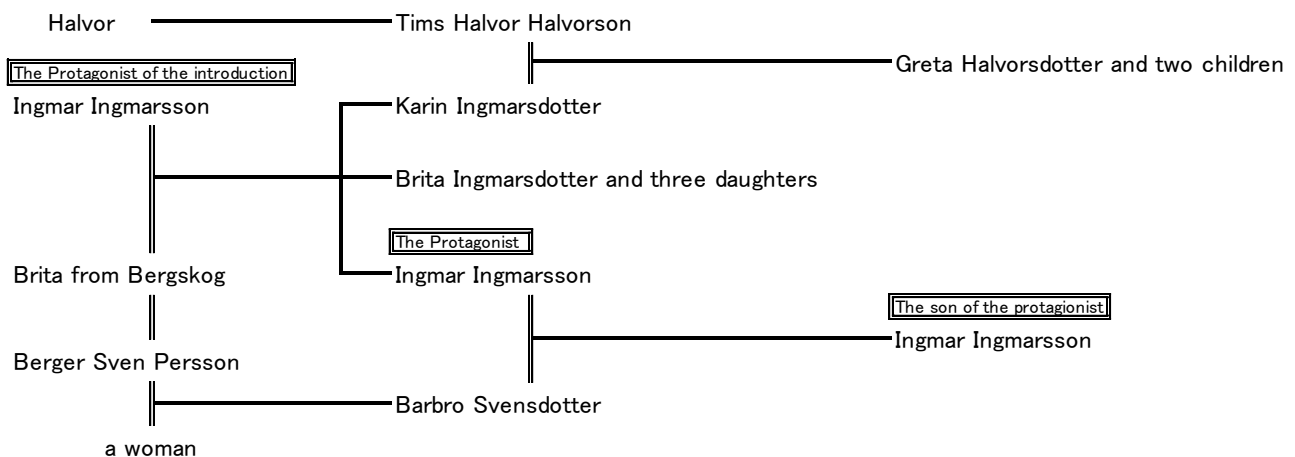 Halvor
Tims Halvor Halvorson
Greta Halvorsdotter and two children
The Protagonist of the introduction
Ingmar Ingmarsson
Karin Ingmarsdotter
Brita Ingmarsdotter and three daughters
The Protagonist
Brita from Bergskog
Ingmar Ingmarsson
The son of the protagionist
Ingmar Ingmarsson
Berger Sven Persson
Barbro Svensdotter
a woman